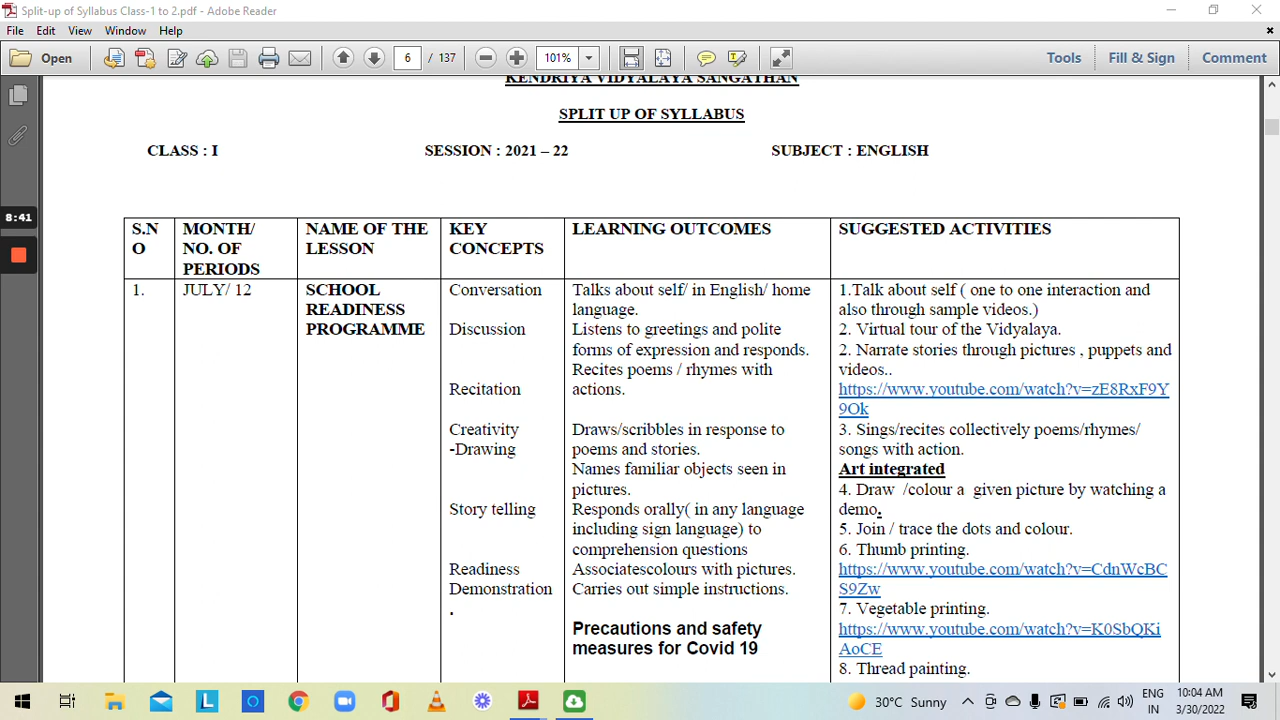 Split-up of Syllabus Class-1 to 2.pdf - Adobe Reader
File Edit View Window Help
Open 6 / 137 101% Tools Fill & Sign Comment
KENDRIYA VIDYALAYA SANGATHAN
SPLIT UP OF SYLLABUS
CLASS : I SESSION : 2021 – 22 SUBJECT : ENGLISH
8:41
S.N
O
MONTH/
NO. OF
PERIODS
NAME OF THE
LESSON
KEY
CONCEPTS
LEARNING OUTCOMES
SUGGESTED ACTIVITIES
1.
JULY/ 12
SCHOOL
READINESS
PROGRAMME
Conversation
Discussion
Recitation
Creativity
-Drawing
Story telling
Readiness
Demonstration
.
Talks about self/ in English/ home
language.
Listens to greetings and polite
forms of expression and responds.
Recites poems / rhymes with
actions.
Draws/scribbles in response to
poems and stories.
Names familiar objects seen in
pictures.
Responds orally( in any language
including sign language) to
comprehension questions
Associatescolours with pictures.
Carries out simple instructions.
Precautions and safety
measures for Covid 19
1.Talk about self ( one to one interaction and
also through sample videos.)
2. Virtual tour of the Vidyalaya.
2. Narrate stories through pictures , puppets and
videos..
https://www.youtube.com/watch?v=zE8RxF9Y
9Ok
3. Sings/recites collectively poems/rhymes/
songs with action.
Art integrated
4. Draw /colour a given picture by watching a
demo.
5. Join / trace the dots and colour.
6. Thumb printing.
https://www.youtube.com/watch?v=CdnWcBC
S9Zw
7. Vegetable printing.
https://www.youtube.com/watch?v=K0SbQKi
AoCE
8. Thread painting.
30°C Sunny
ENG
IN
10:04 AM
3/30/2022